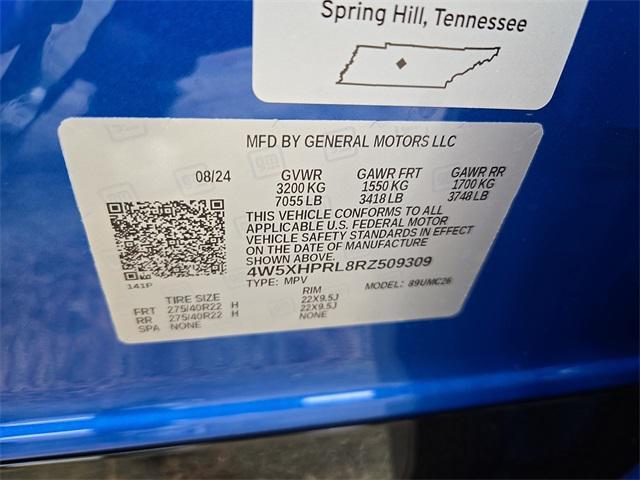 Spring Hill, Tennessee
MFD BY GENERAL MOTORS LLC
08/24 GVWR GAWR FRT GAWR RR
3200 KG 1550 KG 1700 KG
7055 LB 3418 LB 3748 LB
THIS VEHICLE CONFORMS TO ALL
APPLICABLE U.S. FEDERAL MOTOR
VEHICLE SAFETY STANDARDS IN EFFECT
ON THE DATE OF MANUFACTURE
SHOWN ABOVE.
4W5XHPRL8RZ509309
141P TYPE: MPV MODEL: 89UMC26
TIRE SIZE RIM
FRT 275/40R22 H 22X9.5J
RR 275/40R22 H 22X9.5J
SPA NONE NONE